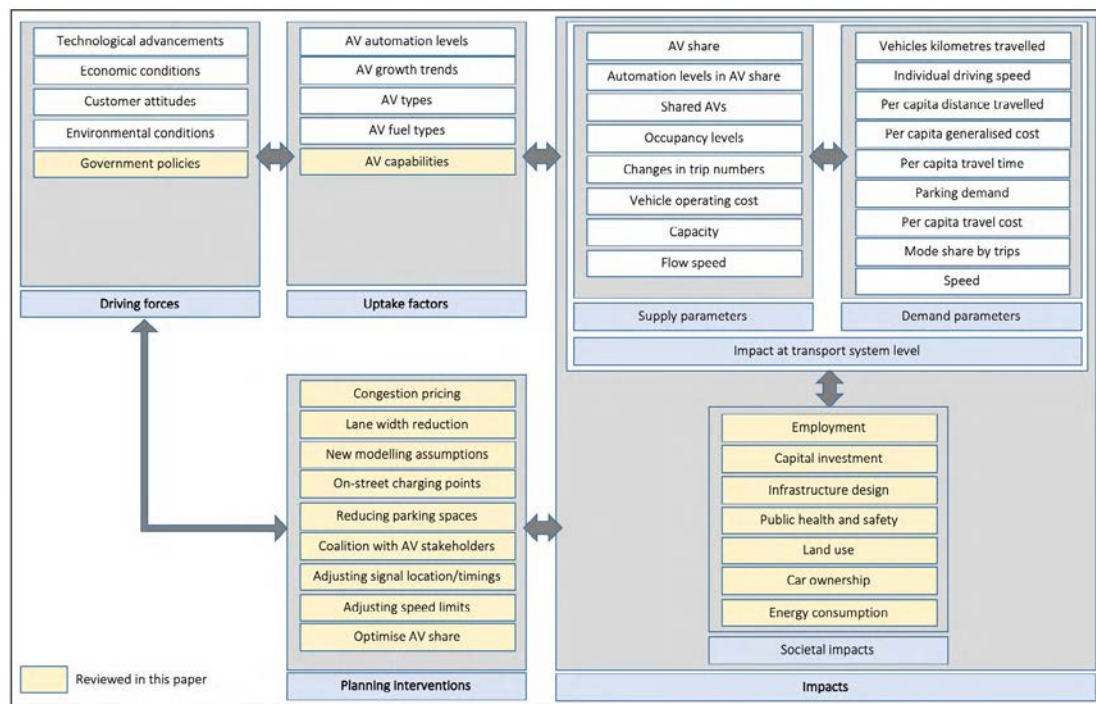 Technological advancements
Economic conditions
Customer attitudes
Environmental conditions
Government policies
Driving forces
AV automation levels
AV growth trends
AV types
AV fuel types
AV capabilities
Uptake factors
AV share
Automation levels in AV share
Shared AVs
Occupancy levels
Changes in trip numbers
Vehicle operating cost
Capacity
Flow speed
Supply parameters
Vehicles kilometres travelled
Individual driving speed
Per capita distance travelled
Per capita generalised cost
Per capita travel time
Parking demand
Per capita travel cost
Mode share by trips
Speed
Demand parameters
Impact at transport system level
Congestion pricing
Lane width reduction
New modelling assumptions
On-street charging points
Reducing parking spaces
Coalition with AV stakeholders
Adjusting signal location/timings
Adjusting speed limits
Optimise AV share
Planning interventions
Employment
Capital investment
Infrastructure design
Public health and safety
Land use
Car ownership
Energy consumption
Societal impacts
Impacts
Reviewed in this paper